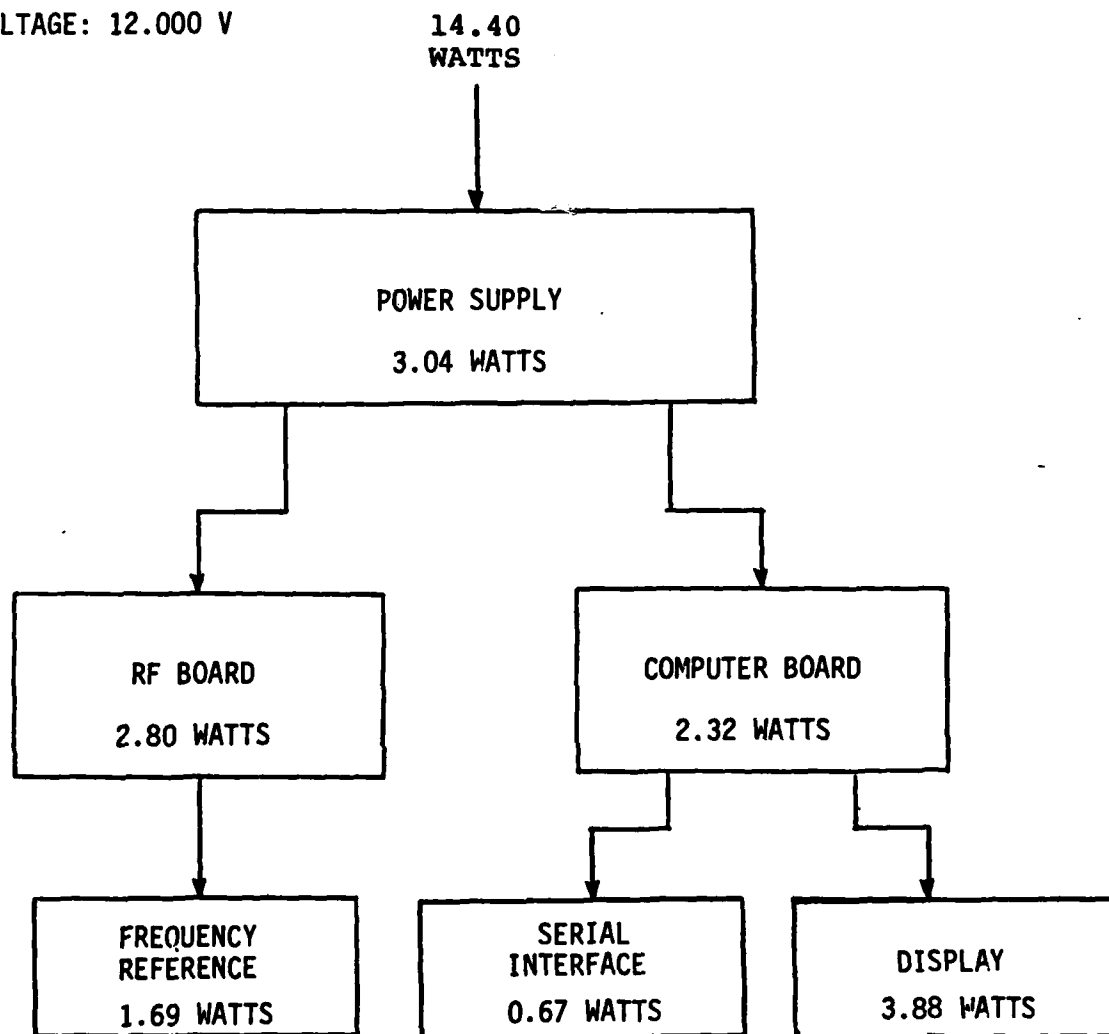 LTAGE: 12.000 V
14.40
WATTS
POWER SUPPLY
3.04 WATTS
RF BOARD
2.80 WATTS
COMPUTER BOARD
2.32 WATTS
FREQUENCY
REFERENCE
1.69 WATTS
SERIAL
INTERFACE
0.67 WATTS
DISPLAY
3.88 WATTS